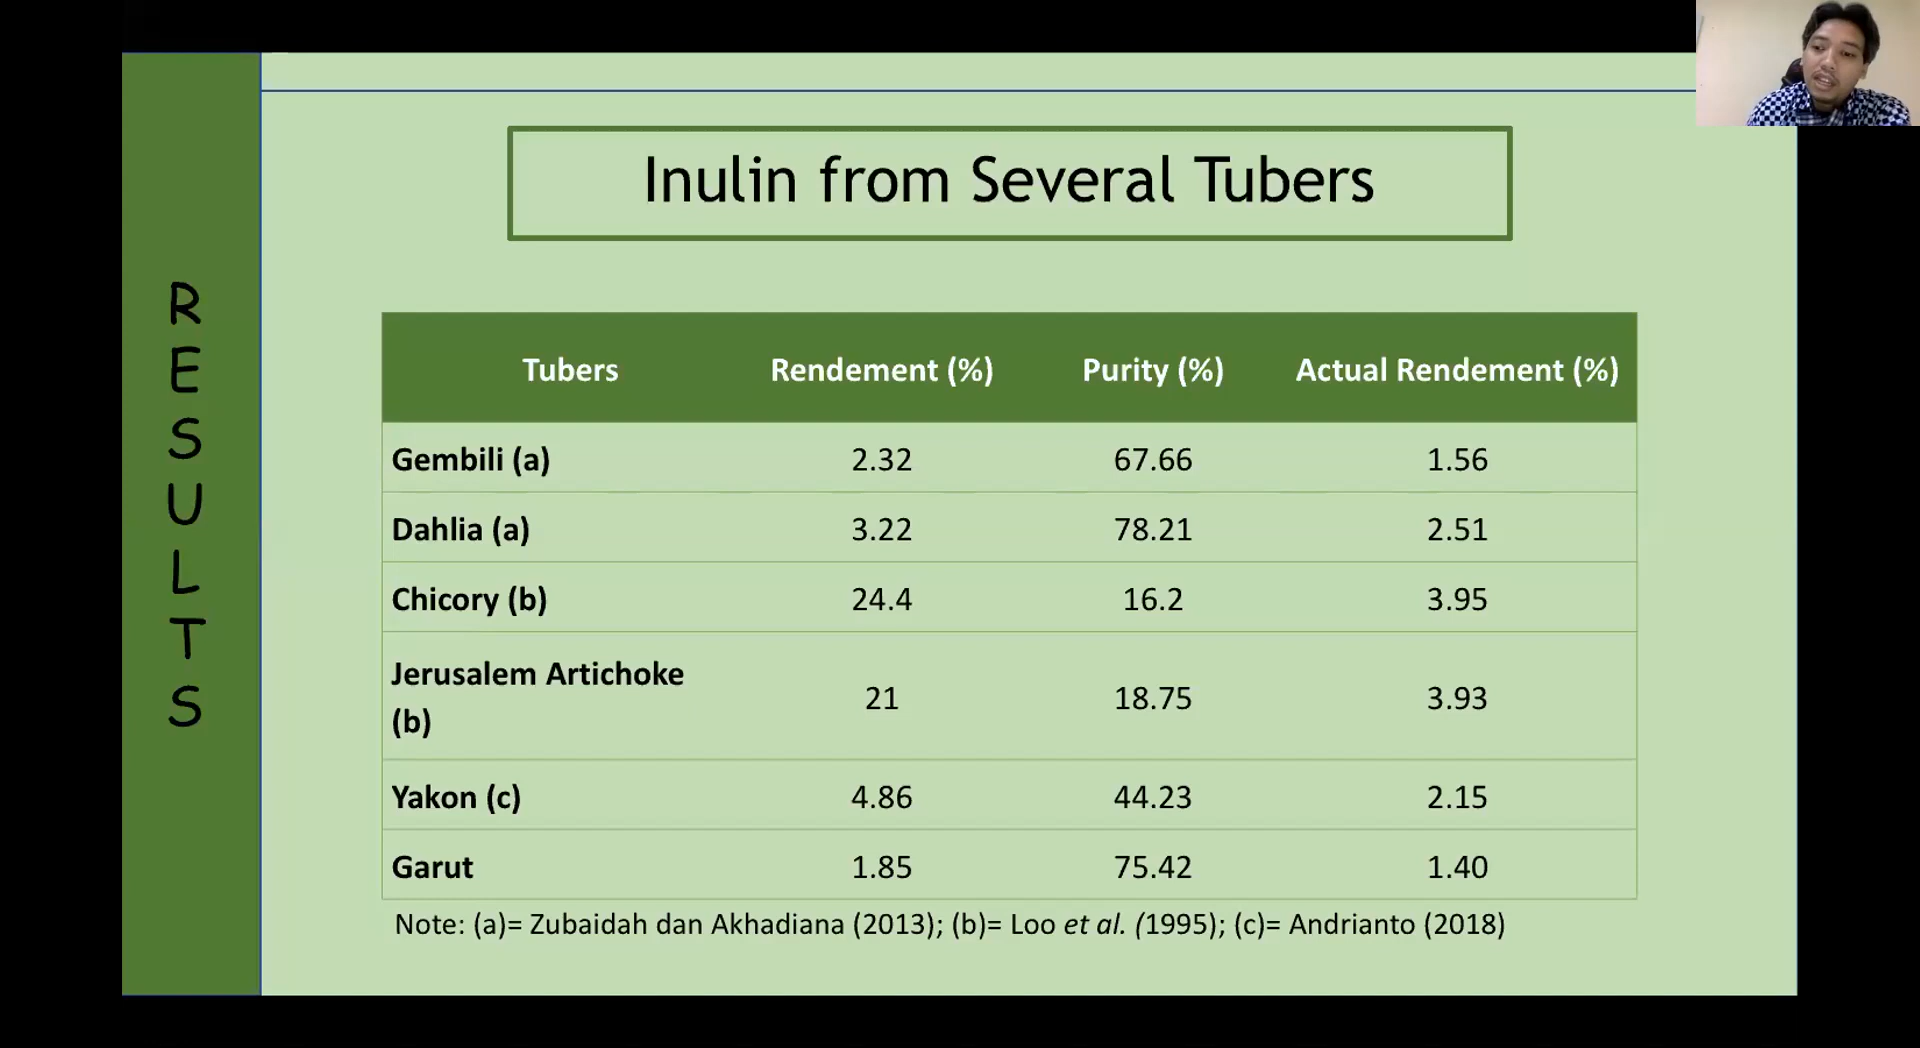 RESULTS
Inulin from Several Tubers
Tubers Rendement (%) Purity (%) Actual Rendement (%)
Gembili (a) 2.32 67.66 1.56
Dahlia (a) 3.22 78.21 2.51
Chicory (b) 24.4 16.2 3.95
Jerusalem Artichoke
(b) 21 18.75 3.93
Yakon (c) 4.86 44.23 2.15
Garut 1.85 75.42 1.40
Note: (a)= Zubaidah dan Akhadiana (2013); (b)= Loo et al. (1995); (c)= Andrianto (2018)